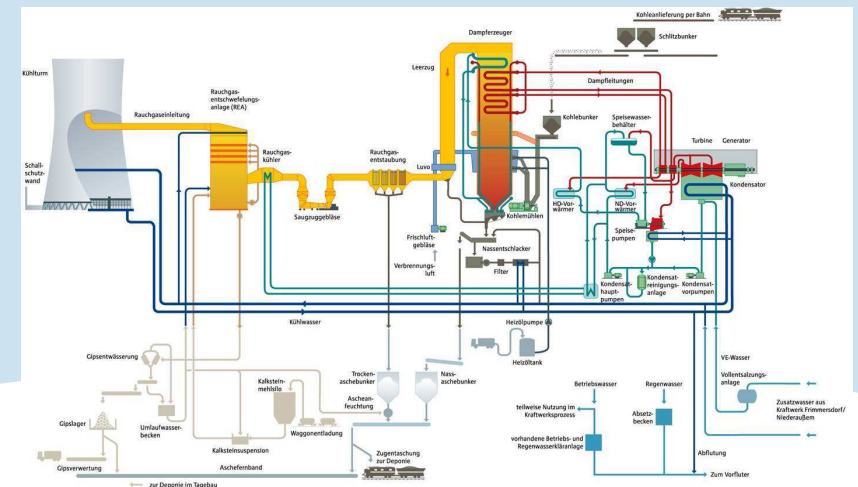 Kohleanlieferung per Bahn
Schlitzbunker
Dampferzeuger
Leerzug
Dampfleitungen
Kühlturm
Rauchgas-
entschwefelungs-
anlage (REA)
Rauchgaseinleitung
Kohlebunker
Speisewasser-
behälter
Turbine
Generator
Rauchgas-
kühler
Rauchgas-
entstaubung
Luvo
Schall-
schutz-
wand
Saugzuggebläse
Kohlemühlen
HD-Vor-
wärmer
ND-Vor-
wärmer
Kondensator
Speise-
pumpen
Frischluft-
gebläse
Nassentschlacker
Verbrennungs-
luft
Filter
Kondensat-
haupt-
pumpen
Kondensat-
reinigungs-
anlage
Kondensat-
vorpumpen
Kühlwasser
Heizölpumpe
Heizöltank
VE-Wasser
Vollentsalzungs-
anlage
Gipsentwässerung
Kalkstein-
mehlsilo
Trocken-
aschebunker
Nass-
aschebunker
Aschean-
feuchtung
Betriebswasser
Regenwasser
Zusatzwasser aus
Kraftwerk Frimmersdorf/
Niederaußem
teilweise Nutzung im
Kraftwerksprozess
Absetz-
becken
Gipslager
Umlaufwasser-
becken
Waggonentladung
Kalksteinsuspension
vorhandene Betriebs- und
Regenwasserkläranlage
Abflutung
Zugentaschung
zur Deponie
Gipsverwertung
Aschefernband
Zum Vorfluter
zur Deponie im Tagebau